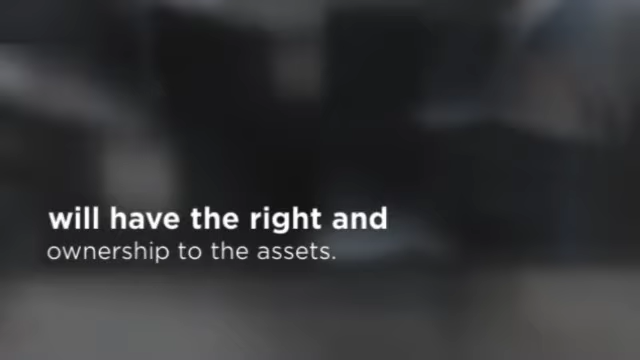 will have the right and
ownership to the assets.